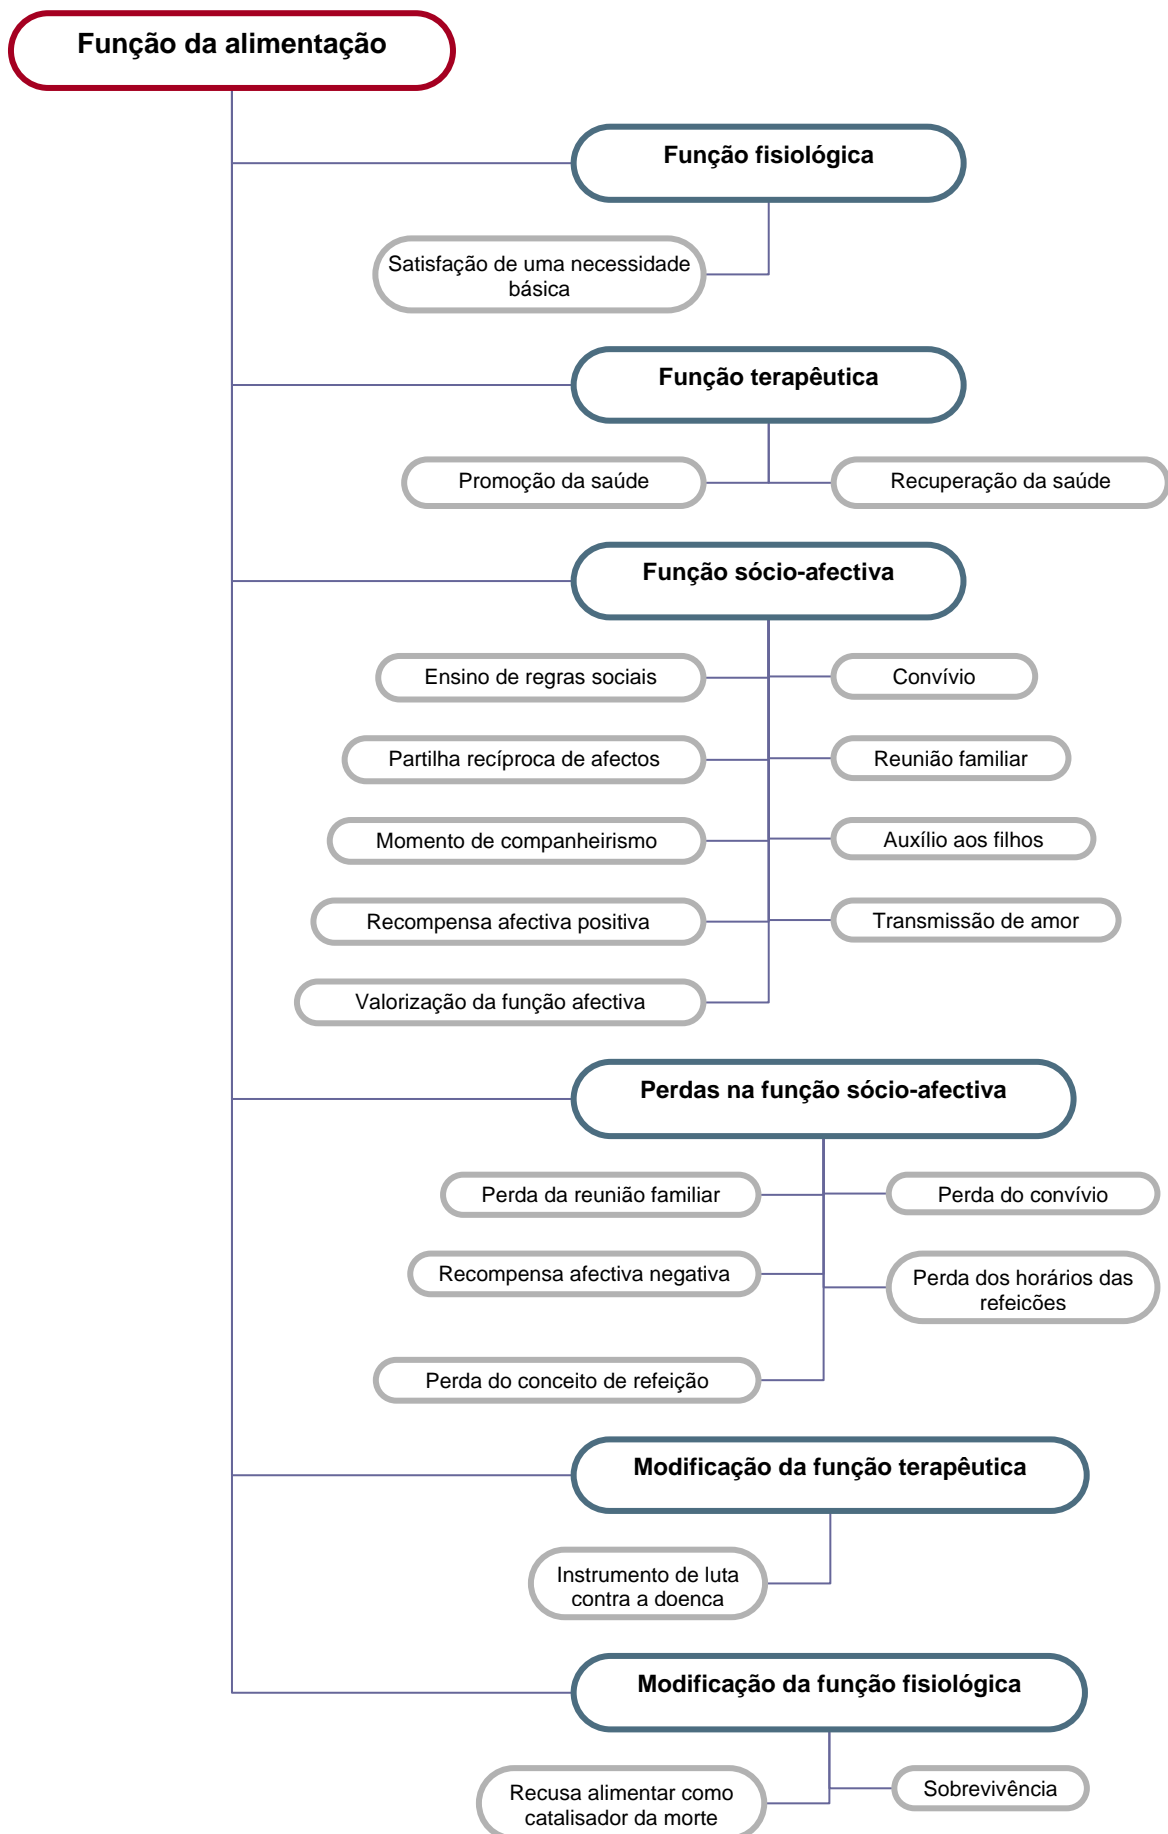 Função da alimentação
Função fisiológica
Satisfação de uma necessidade
básica
Função terapêutica
Promoção da saúde
Recuperação da saúde
Função sócio-afectiva
Ensino de regras sociais
Convívio
Partilha recíproca de afectos
Reunião familiar
Momento de companheirismo
Auxílio aos filhos
Recompensa afectiva positiva
Transmissão de amor
Valorização da função afectiva
Perdas na função sócio-afectiva
Perda da reunião familiar
Perda do convívio
Recompensa afectiva negativa
Perda dos horários das
refeições
Perda do conceito de refeição
Modificação da função terapêutica
Instrumento de luta
contra a doença
Modificação da função fisiológica
Recusa alimentar como
catalisador da morte
Sobrevivência